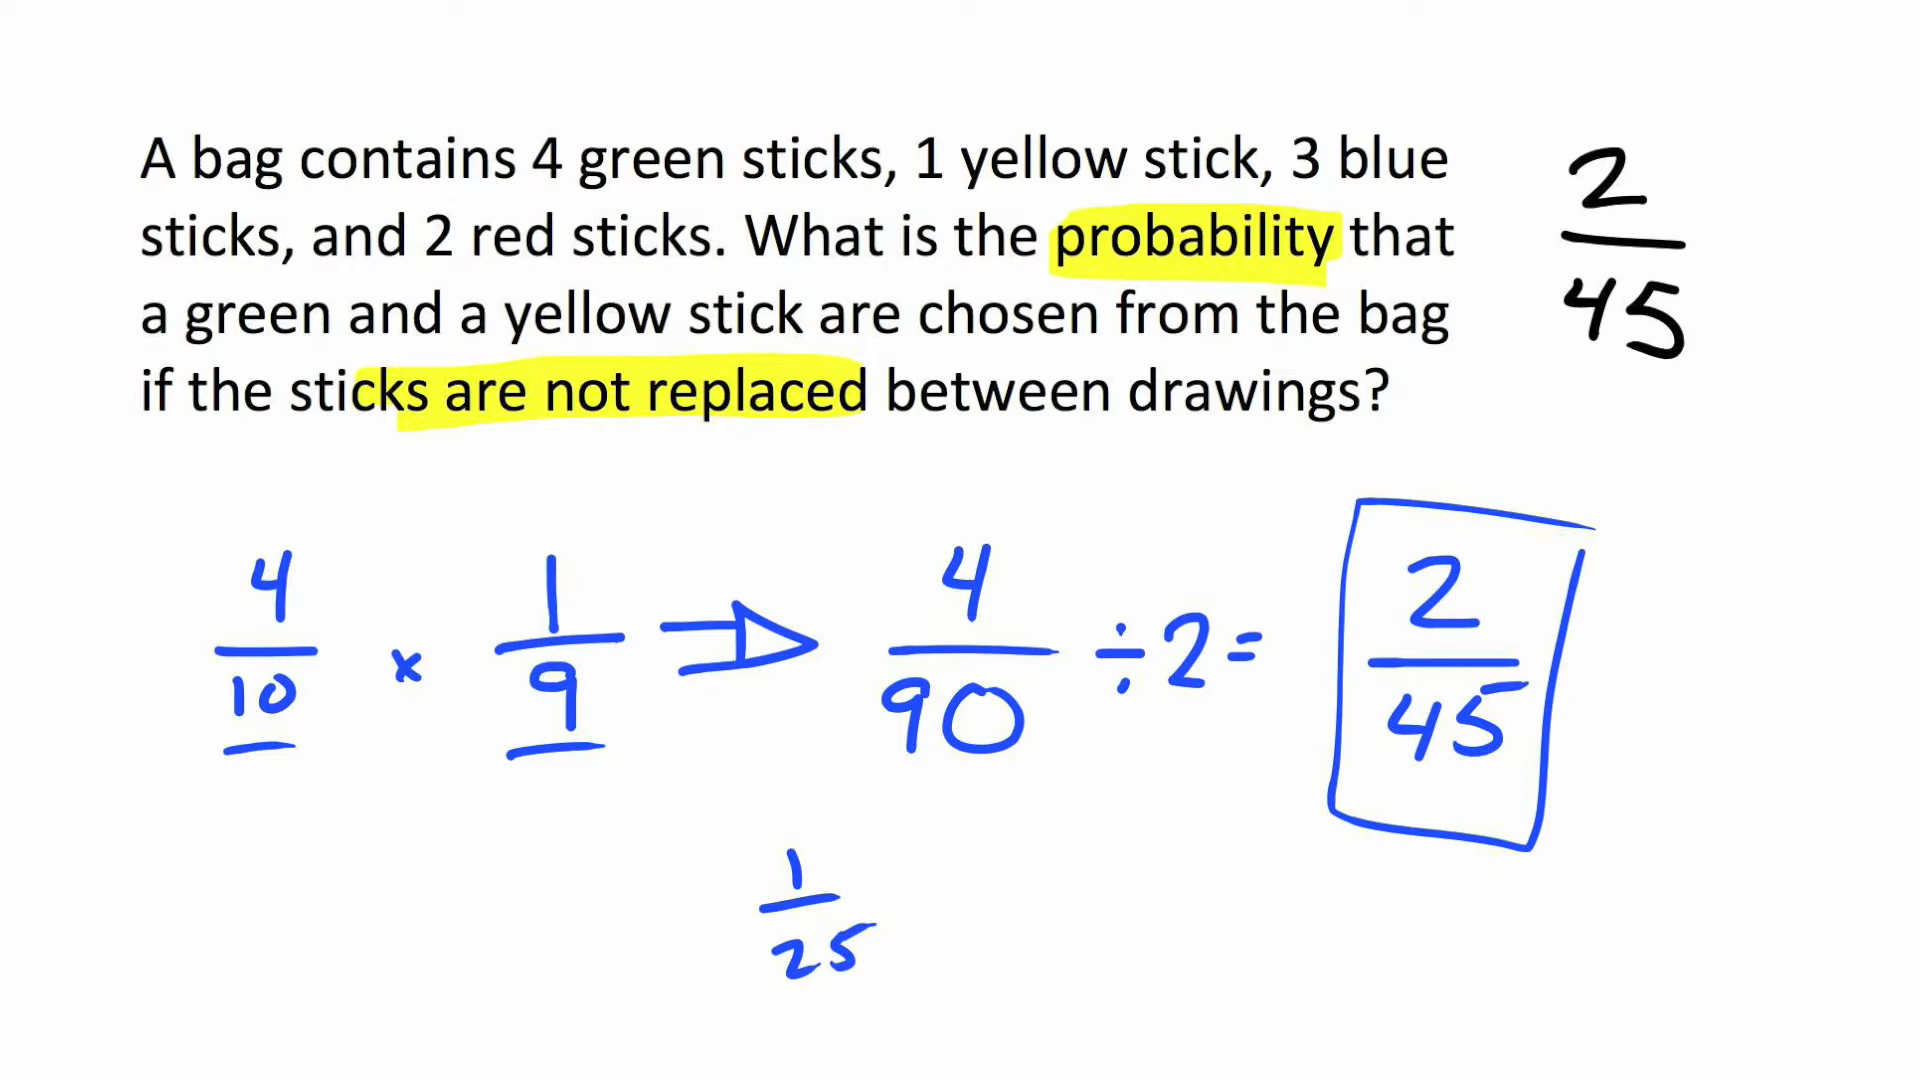 A bag contains 4 green sticks, 1 yellow stick, 3 blue
sticks, and 2 red sticks. What is the probability that
a green and a yellow stick are chosen from the bag
if the sticks are not replaced between drawings?
2
45
4/10 × 1/9 ⇒ 4/90 ÷ 2 = 2/45
1
25